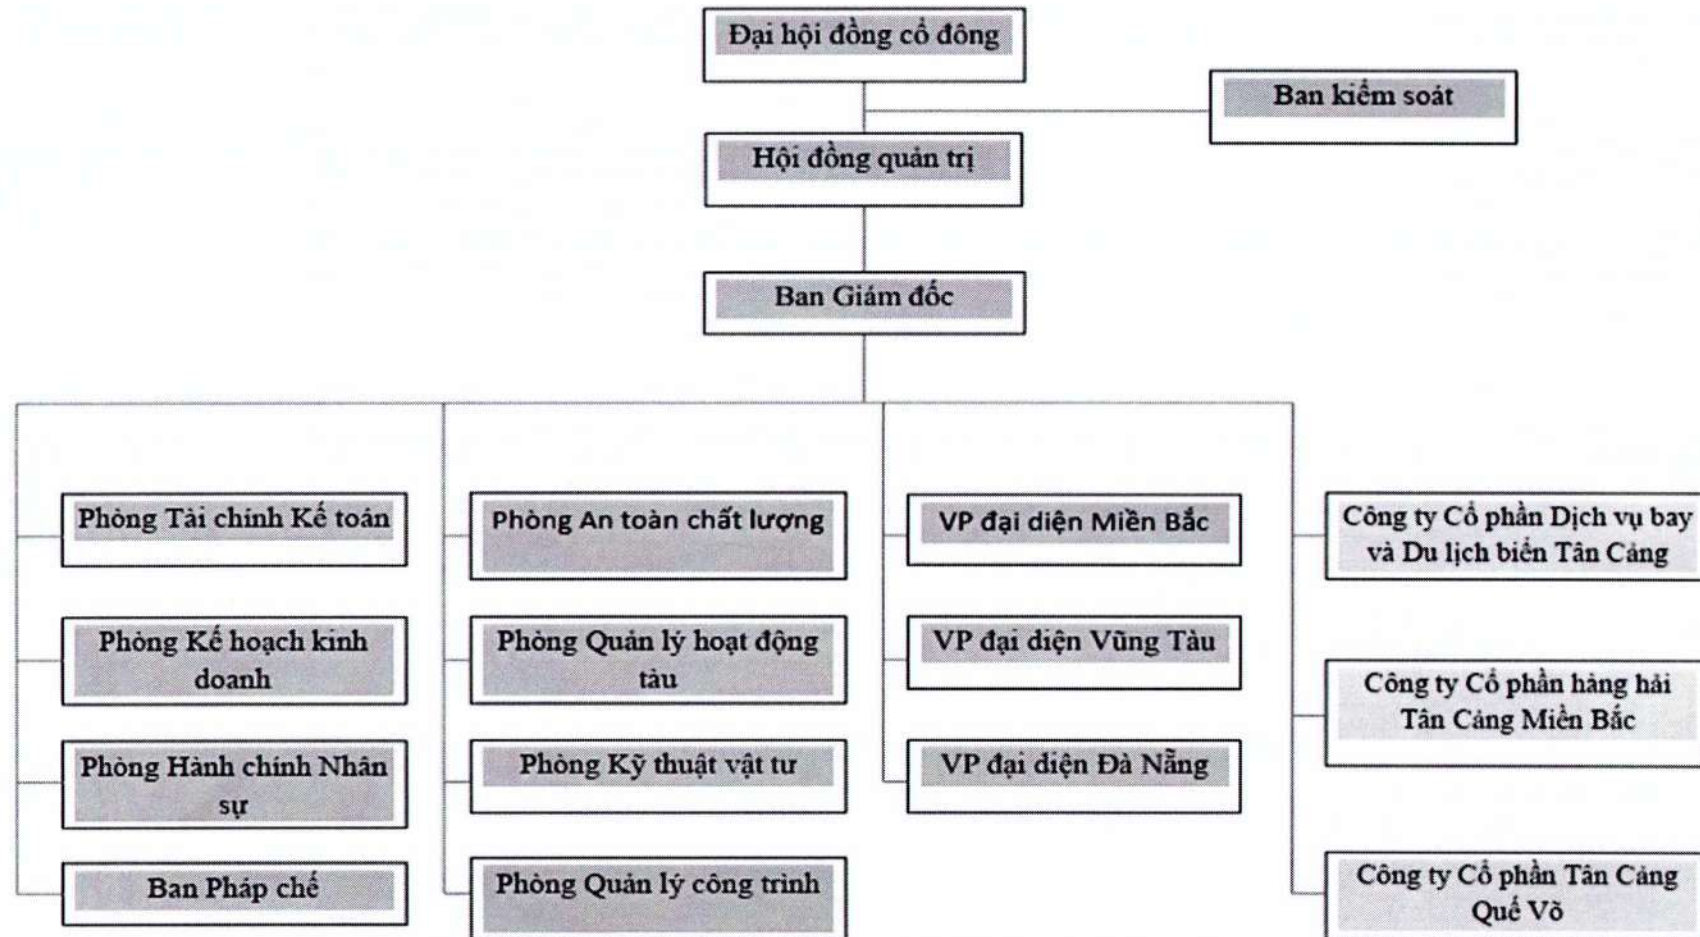 Đại hội đồng cổ đông
Ban kiểm soát
Hội đồng quản trị
Ban Giám đốc
Phòng Tài chính Kế toán
Phòng Kế hoạch kinh
doanh
Phòng Hành chính Nhân
sự
Ban Pháp chế
Phòng An toàn chất lượng
Phòng Quản lý hoạt động
tàu
Phòng Kỹ thuật vật tư
Phòng Quản lý công trình
VP đại diện Miền Bắc
VP đại diện Vũng Tàu
VP đại diện Đà Nẵng
Công ty Cổ phần Dịch vụ bay
và Du lịch biển Tân Cảng
Công ty Cổ phần hàng hải
Tân Cảng Miền Bắc
Công ty Cổ phần Tân Cảng
Quế Võ